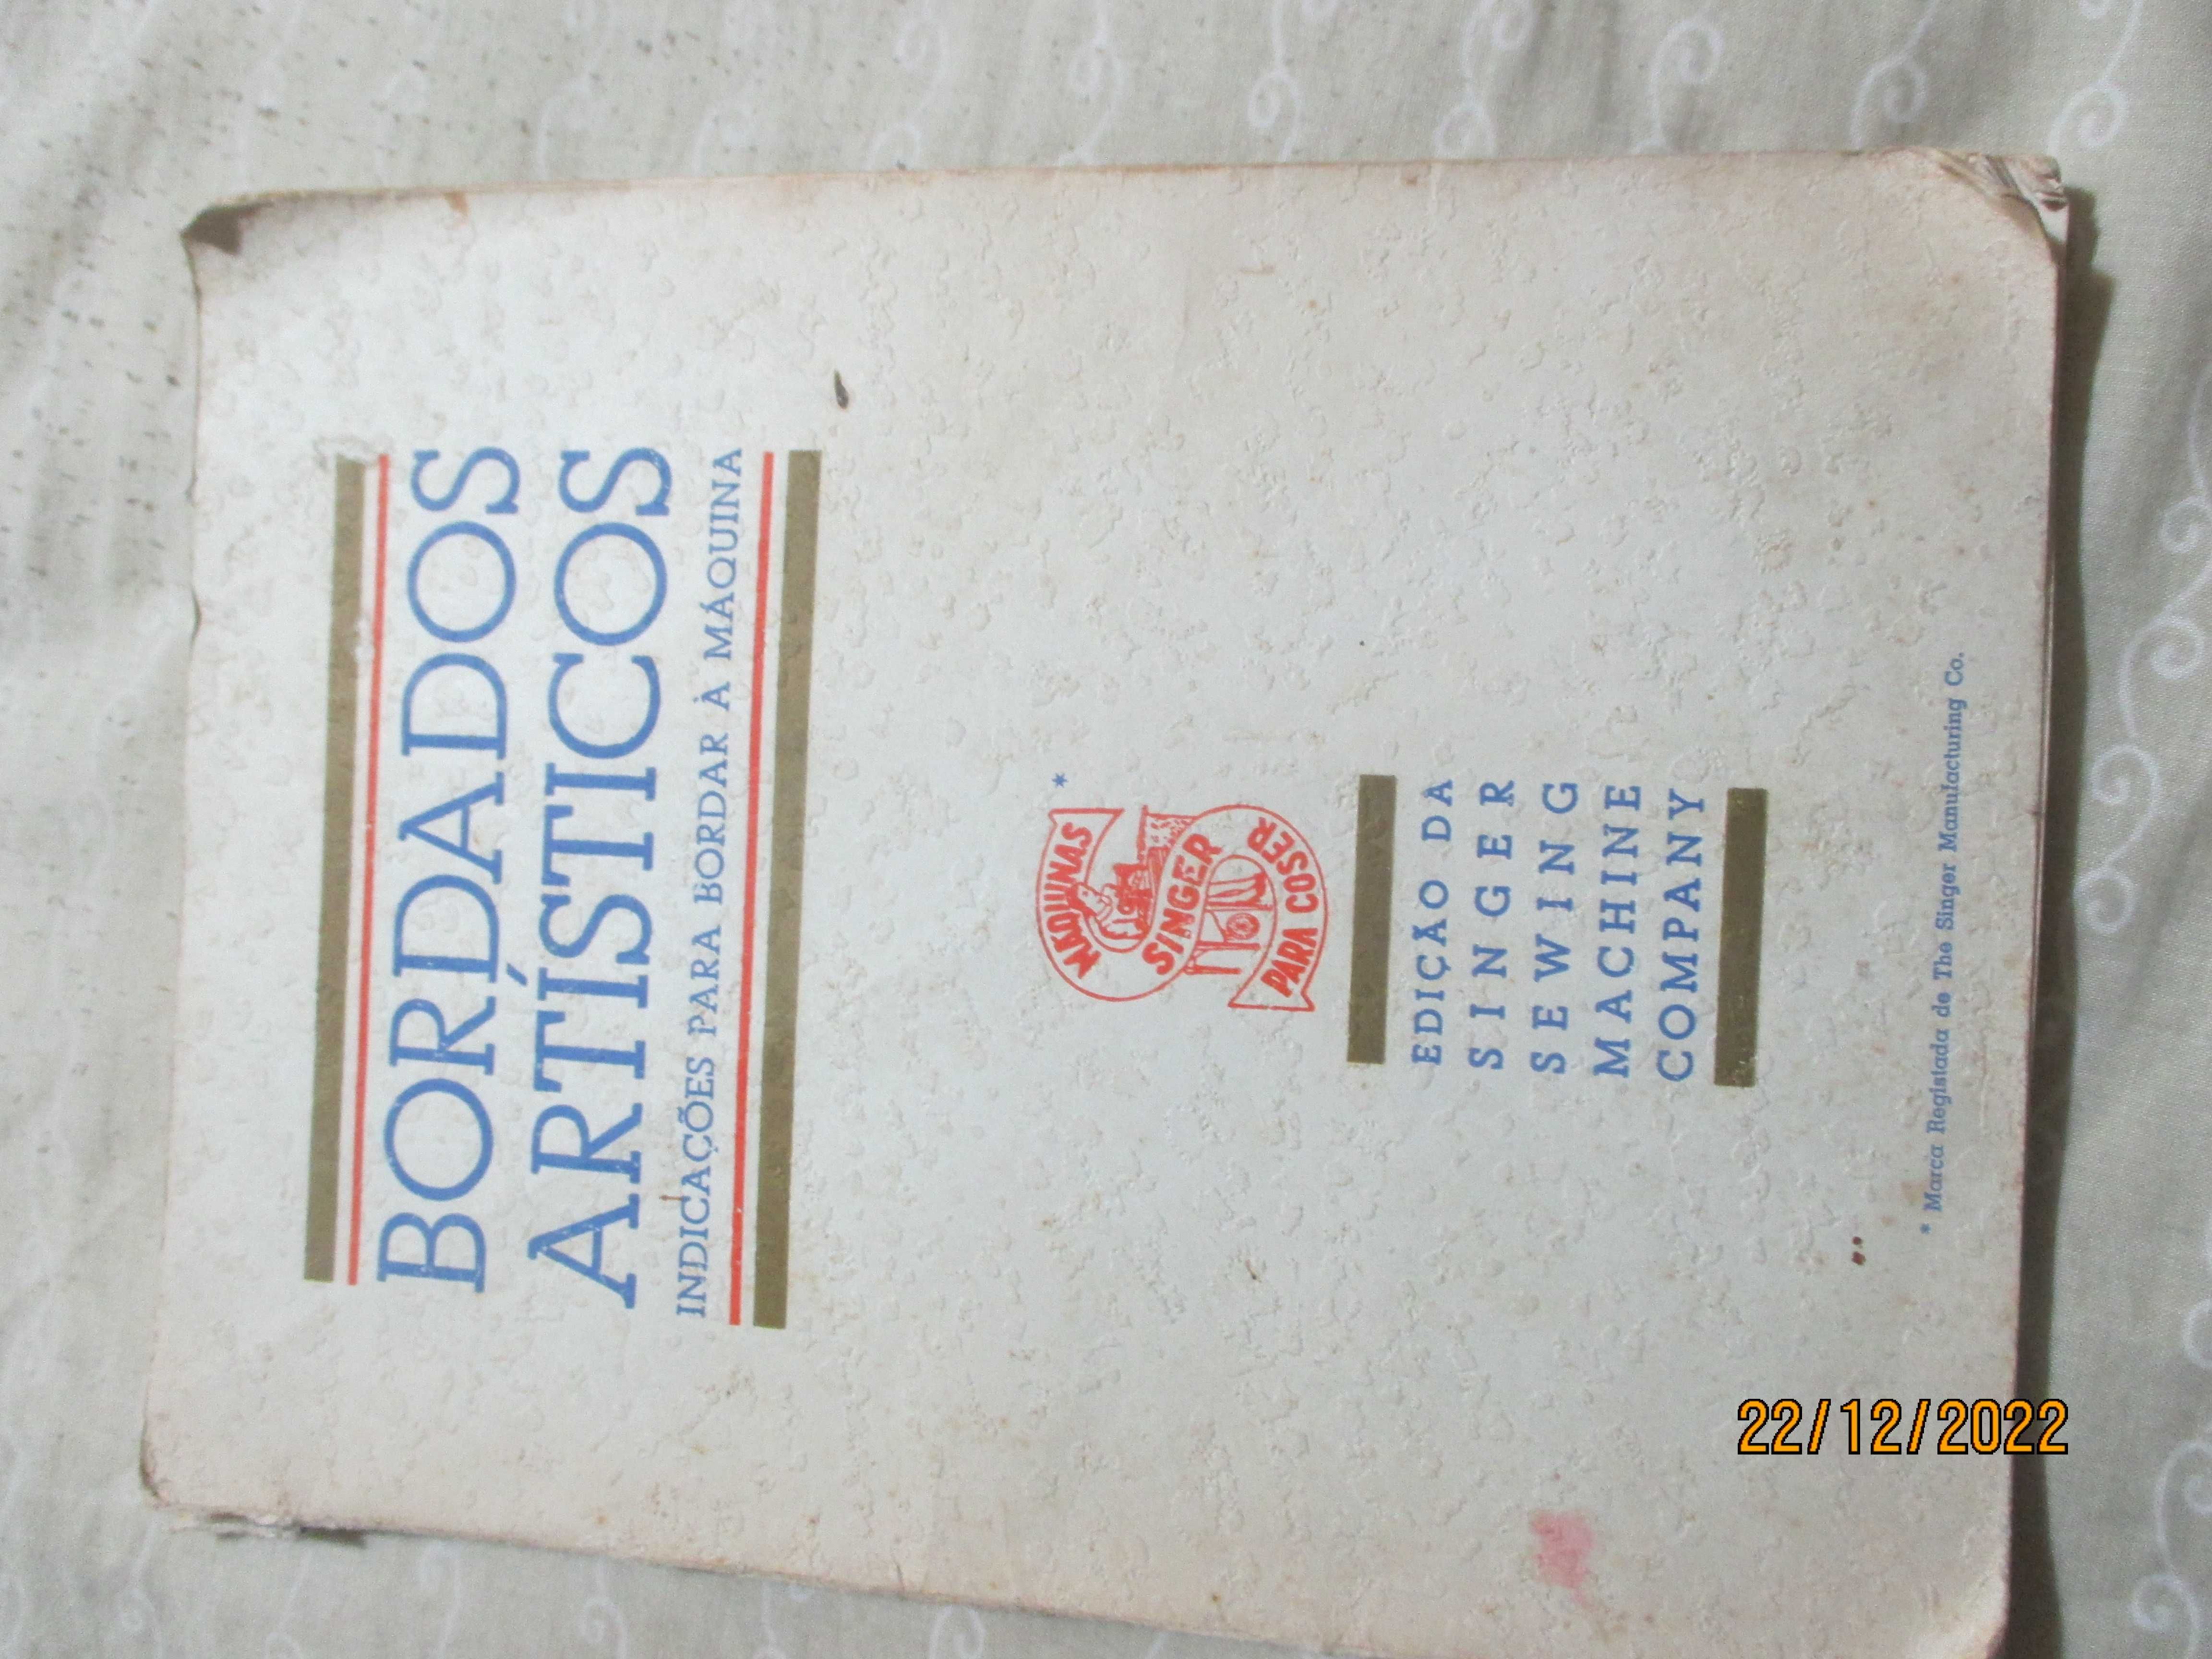 BORDADOS
ARTÍSTICOS
INDICAÇÕES PARA BORDAR À MÁQUINA
*
MÁQUINAS
SINGER
PARA COSER
EDIÇÃO DA
SINGER
SEWING
MACHINE
COMPANY
* Marca Registada de The Singer Manufacturing Co.
22/12/2022